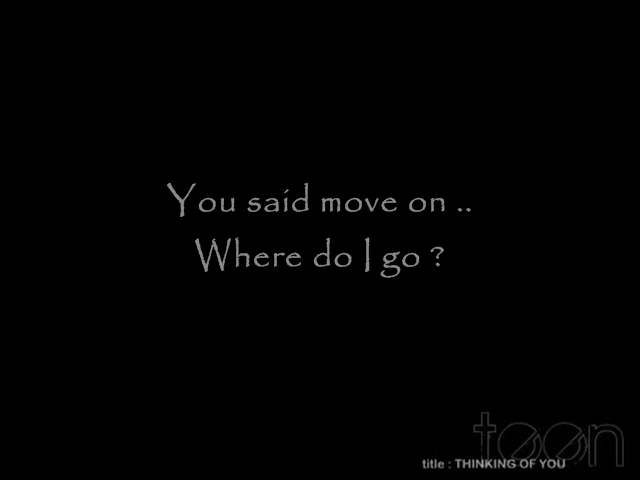 You said move on ..
Where do I go ?
teen
title : THINKING OF YOU